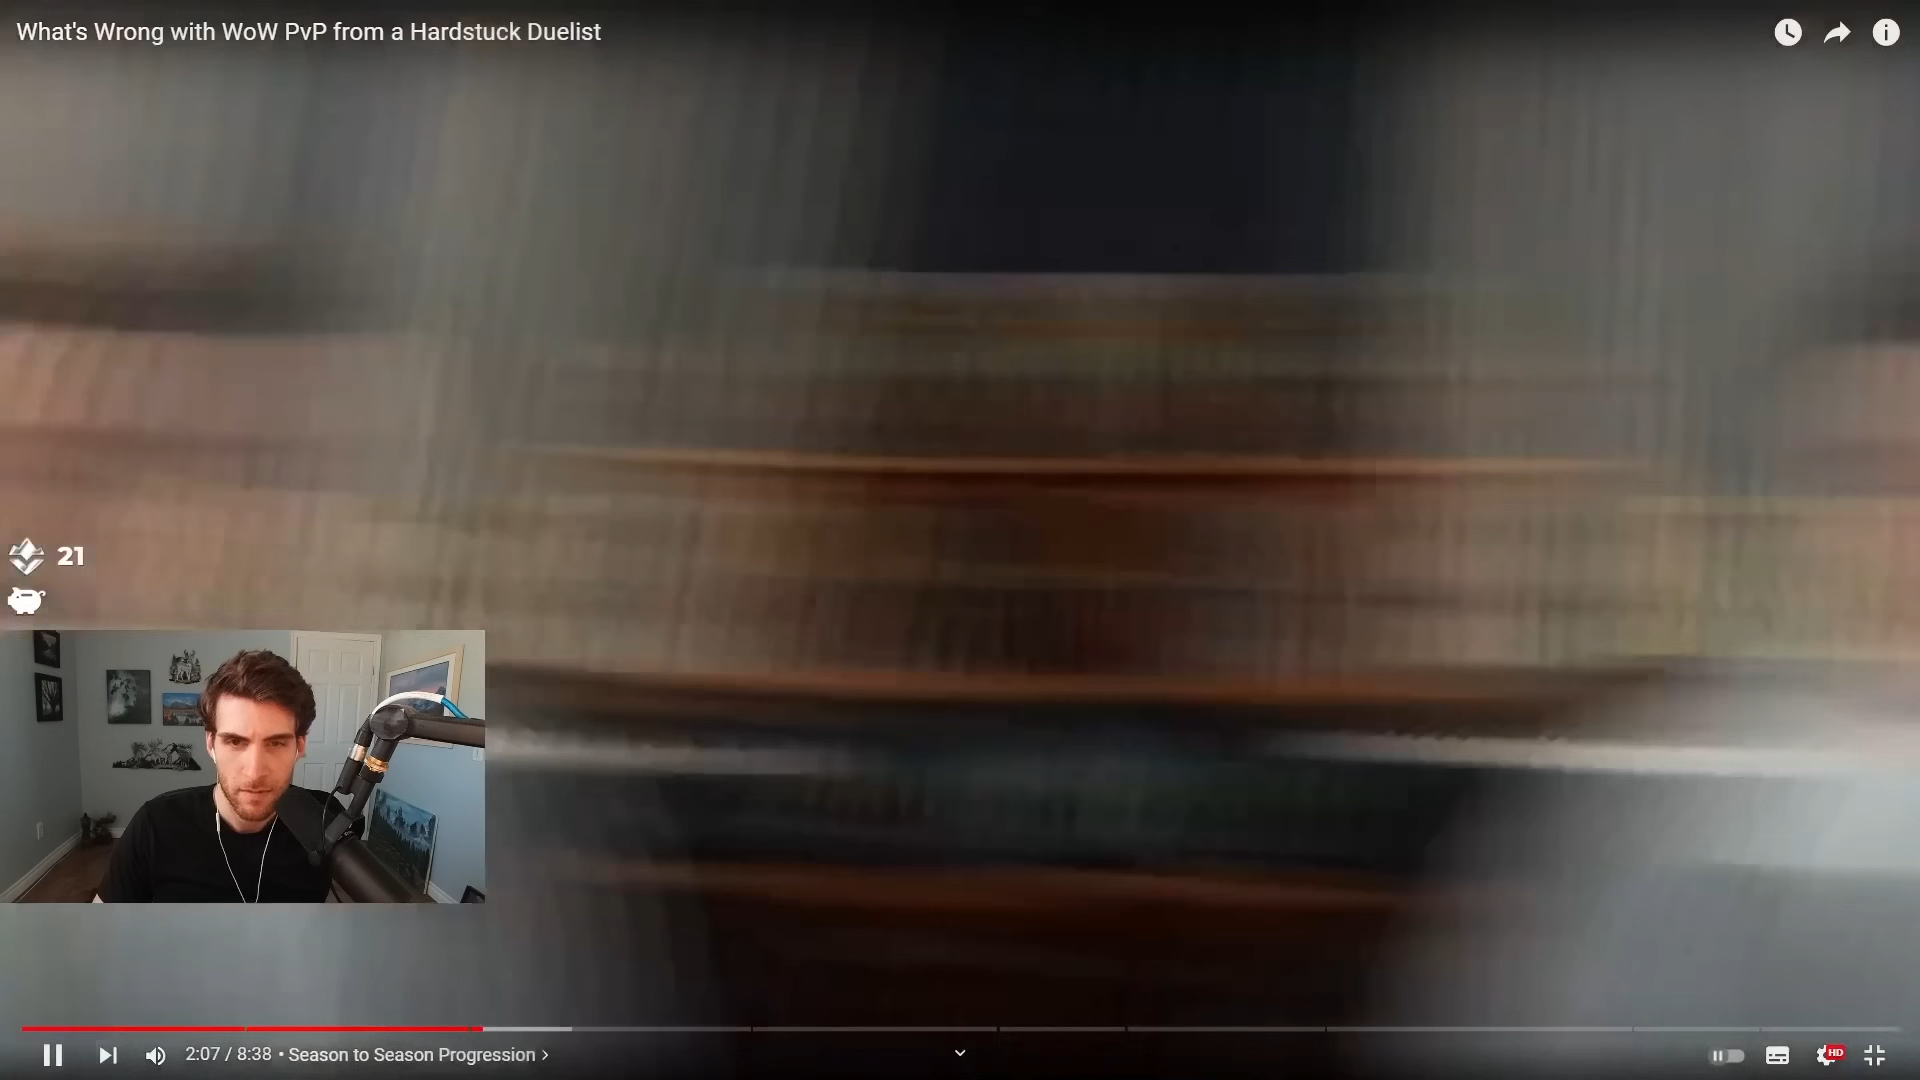 What's Wrong with WoW PvP from a Hardstuck Duelist
21
2:07 / 8:38 • Season to Season Progression
HD